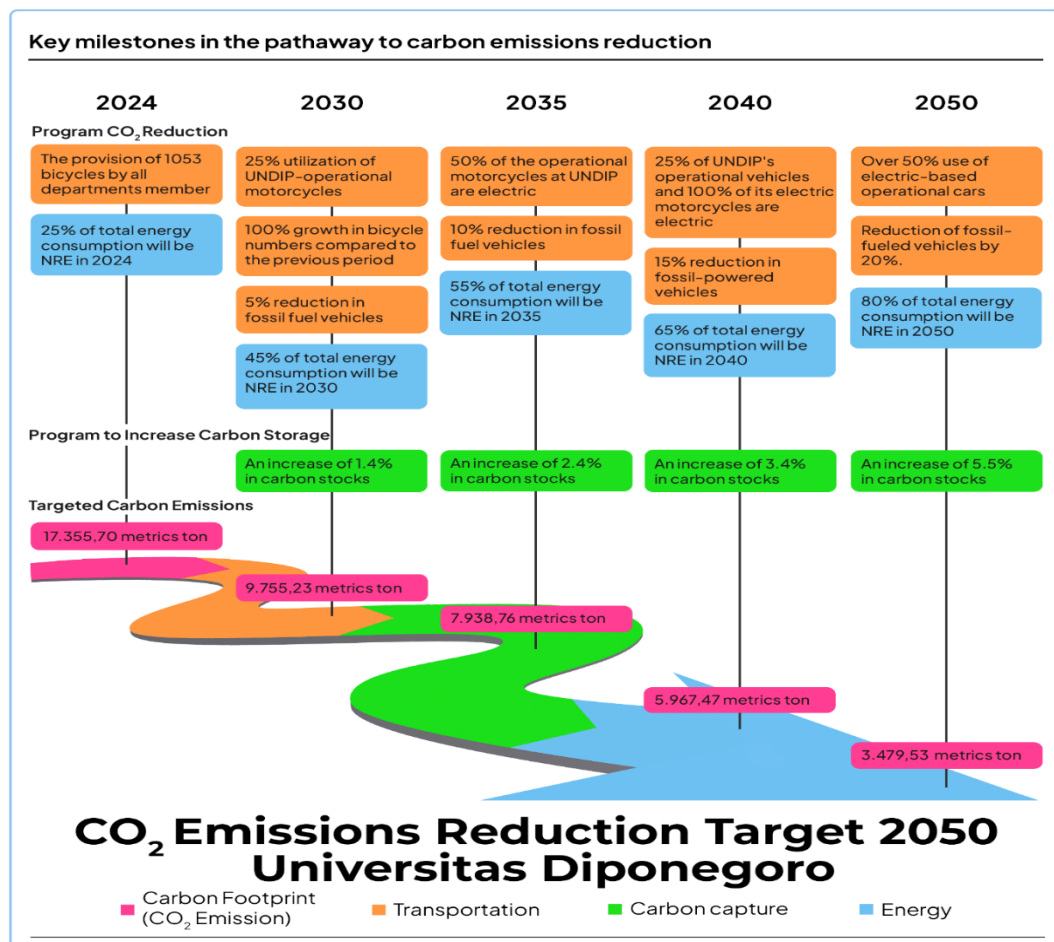 Key milestones in the pathaway to carbon emissions reduction
2024
2030
2035
2040
2050
Program CO2 Reduction
The provision of 1053
bicycles by all
departments member
25% of total energy
consumption will be
NRE in 2024
25% utilization of
UNDIP-operational
motorcycles
100% growth in bicycle
numbers compared to
the previous period
5% reduction in
fossil fuel vehicles
45% of total energy
consumption will be
NRE in 2030
50% of the operational
motorcycles at UNDIP
are electric
10% reduction in fossil
fuel vehicles
55% of total energy
consumption will be
NRE in 2035
25% of UNDIP's
operational vehicles
and 100% of its electric
motorcycles are
electric
15% reduction in
fossil-powered
vehicles
65% of total energy
consumption will be
NRE in 2040
Over 50% use of
electric-based
operational cars
Reduction of fossil-
fueled vehicles by
20%.
80% of total energy
consumption will be
NRE in 2050
Program to Increase Carbon Storage
An increase of 1.4%
in carbon stocks
An increase of 2.4%
in carbon stocks
An increase of 3.4%
in carbon stocks
An increase of 5.5%
in carbon stocks
Targeted Carbon Emissions
17.355,70 metrics ton
9.755,23 metrics ton
7.938,76 metrics ton
5.967,47 metrics ton
3.479,53 metrics ton
CO2 Emissions Reduction Target 2050
Universitas Diponegoro
Carbon Footprint
(CO2 Emission)
Transportation
Carbon capture
Energy